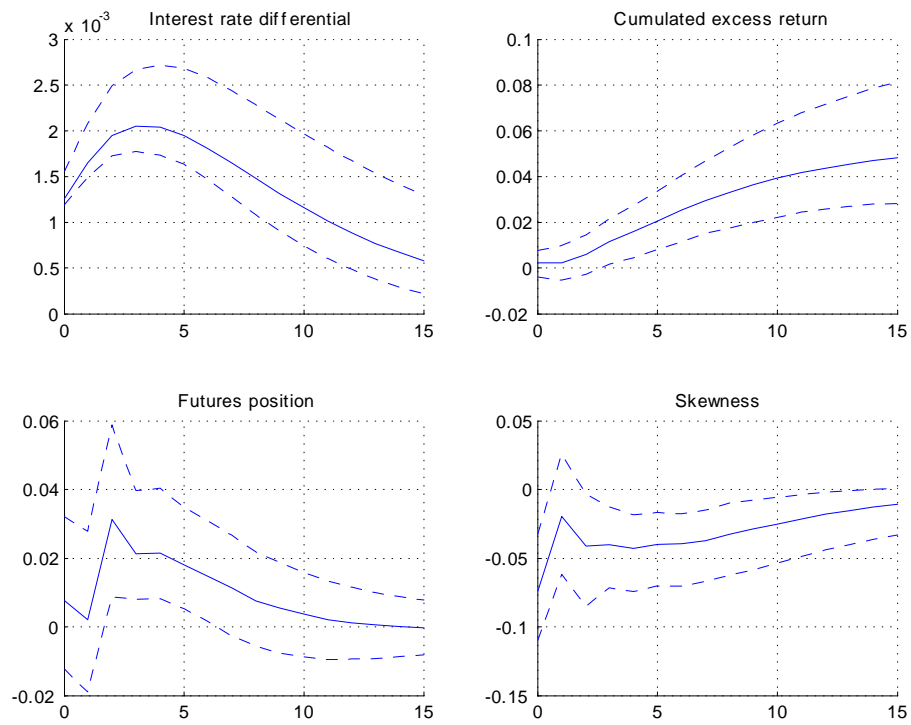 x 10-3
Interest rate differential
3
2.5
2
1.5
1
0.5
0
0 5 10 15
Cumulated excess return
0.1
0.08
0.06
0.04
0.02
0
-0.02
0 5 10 15
Futures position
0.06
0.04
0.02
0
-0.02
0 5 10 15
Skewness
0.05
0
-0.05
-0.1
-0.15
0 5 10 15